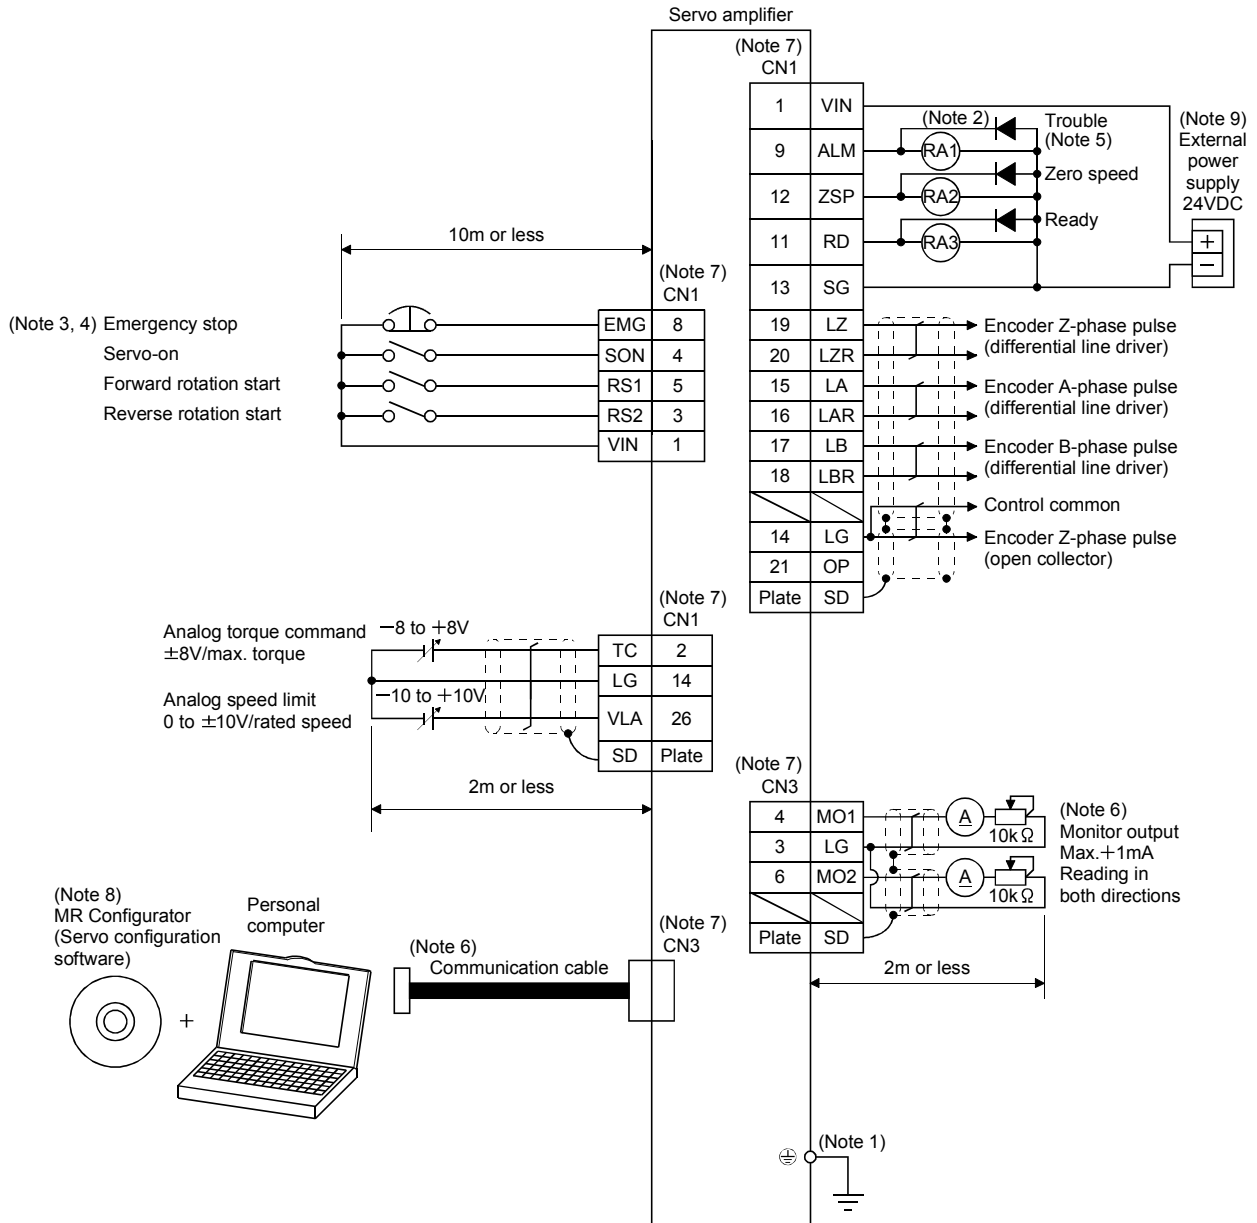 Servo amplifier
(Note 7)
CN1
1 VIN
9 ALM
12 ZSP
11 RD
13 SG
19 LZ
20 LZR
15 LA
16 LAR
17 LB
18 LBR
14 LG
21 OP
Plate SD
(Note 2)
RA1
RA2
RA3
Trouble
(Note 5)
Zero speed
Ready
(Note 9)
External
power
supply
24VDC
+
−
Encoder Z-phase pulse
(differential line driver)
Encoder A-phase pulse
(differential line driver)
Encoder B-phase pulse
(differential line driver)
Control common
Encoder Z-phase pulse
(open collector)
10m or less
(Note 7)
CN1
(Note 3, 4) Emergency stop
Servo-on
Forward rotation start
Reverse rotation start
EMG 8
SON 4
RS1 5
RS2 3
VIN 1
(Note 7)
CN1
Analog torque command
±8V/max. torque
−8 to +8V
Analog speed limit
0 to ±10V/rated speed
−10 to +10V
TC 2
LG 14
VLA 26
SD Plate
2m or less
(Note 7)
CN3
4 MO1
3 LG
6 MO2
Plate SD
A
10kΩ
A
10kΩ
(Note 6)
Monitor output
Max.+1mA
Reading in
both directions
2m or less
(Note 8)
MR Configurator
(Servo configuration
software)
+
Personal
computer
(Note 6)
Communication cable
(Note 7)
CN3
(Note 1)